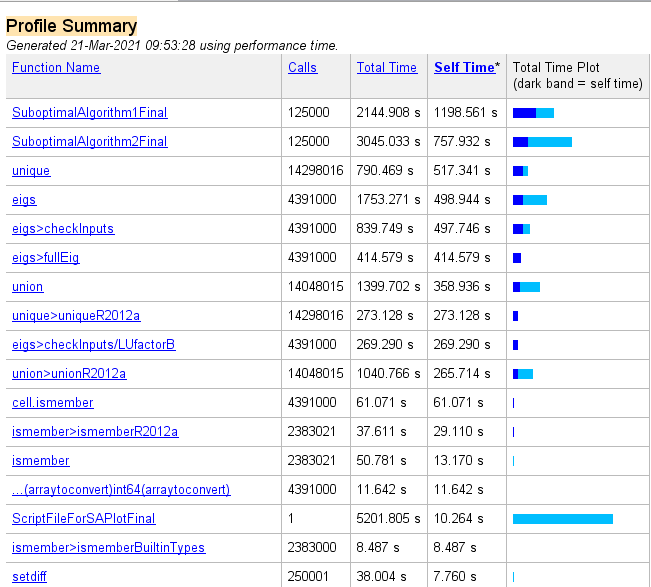 Profile Summary
Generated 21-Mar-2021 09:53:28 using performance time.
Function Name Calls Total Time Self Time* Total Time Plot
(dark band = self time)
SuboptimalAlgorithm1Final 125000 2144.908 s 1198.561 s
SuboptimalAlgorithm2Final 125000 3045.033 s 757.932 s
unique 14298016 790.469 s 517.341 s
eigs 4391000 1753.271 s 498.944 s
eigs>checkInputs 4391000 839.749 s 497.746 s
eigs>fullEig 4391000 414.579 s 414.579 s
union 14048015 1399.702 s 358.936 s
unique>uniqueR2012a 14298016 273.128 s 273.128 s
eigs>checkInputs/LUfactorB 4391000 269.290 s 269.290 s
union>unionR2012a 14048015 1040.766 s 265.714 s
cell.ismember 4391000 61.071 s 61.071 s
ismember>ismemberR2012a 2383021 37.611 s 29.110 s
ismember 2383021 50.781 s 13.170 s
...(arraytoconvert)int64(arraytoconvert) 4391000 11.642 s 11.642 s
ScriptFileForSAPlotFinal 1 5201.805 s 10.264 s
ismember>ismemberBuiltinTypes 2383000 8.487 s 8.487 s
setdiff 250001 38.004 s 7.760 s